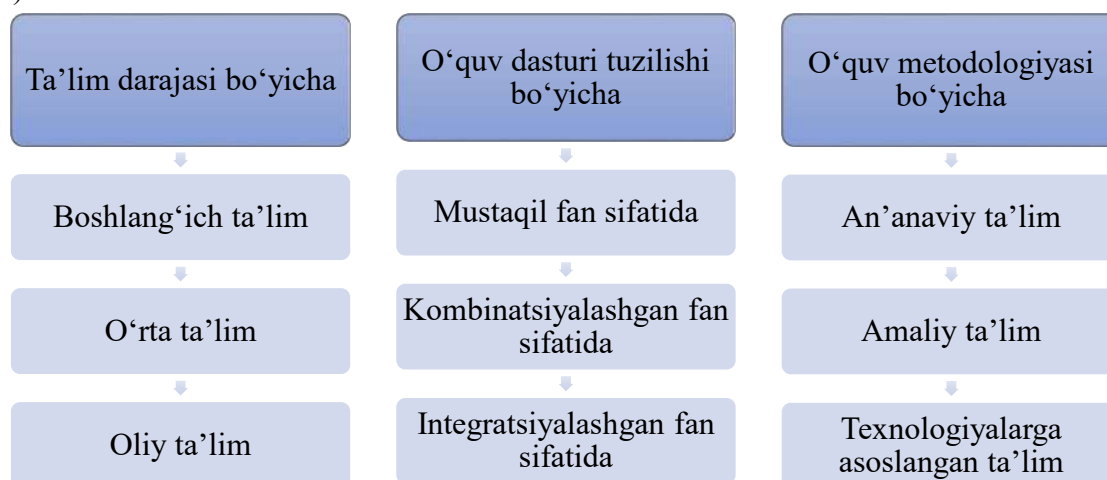 )
Ta’lim darajasi bo‘yicha
Boshlang‘ich ta’lim
O‘rta ta’lim
Oliy ta’lim
O‘quv dasturi tuzilishi
bo‘yicha
Mustaqil fan sifatida
Kombinatsiyalashgan fan
sifatida
Integratsiyalashgan fan
sifatida
O‘quv metodologiyasi
bo‘yicha
An’anaviy ta’lim
Amaliy ta’lim
Texnologiyalarga
asoslangan ta’lim